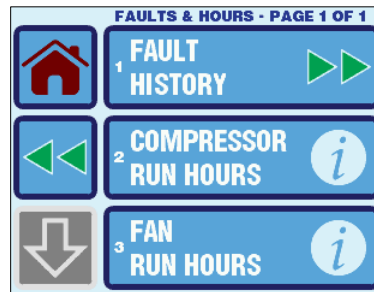 FAULTS & HOURS - PAGE 1 OF 1
1 FAULT
HISTORY
2 COMPRESSOR
RUN HOURS
i
3 FAN
RUN HOURS
i